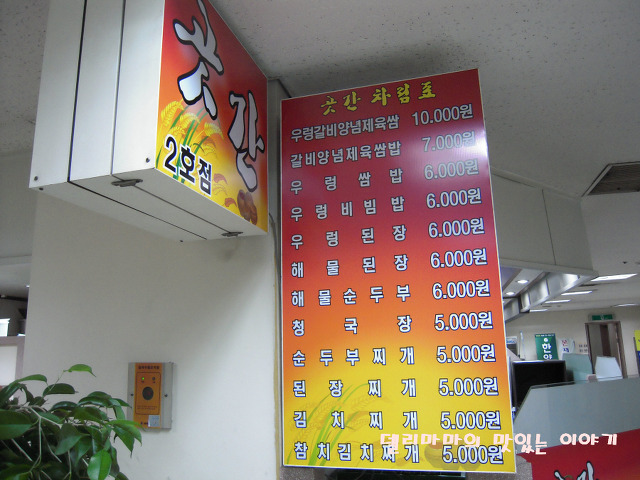 곳간
2호점
곳간 차림표
우렁갈비양념제육쌈 10.000원
갈비양념제육쌈밥 7.000원
우렁쌈밥 6.000원
우렁비빔밥 6.000원
우렁된장 6.000원
해물된장 6.000원
해물순두부 6.000원
청국장 5.000원
순두부찌개 5.000원
된장찌개 5.000원
김치찌개 5.000원
참치김치찌개 5.000원
델리마마의 맛있는 이야기